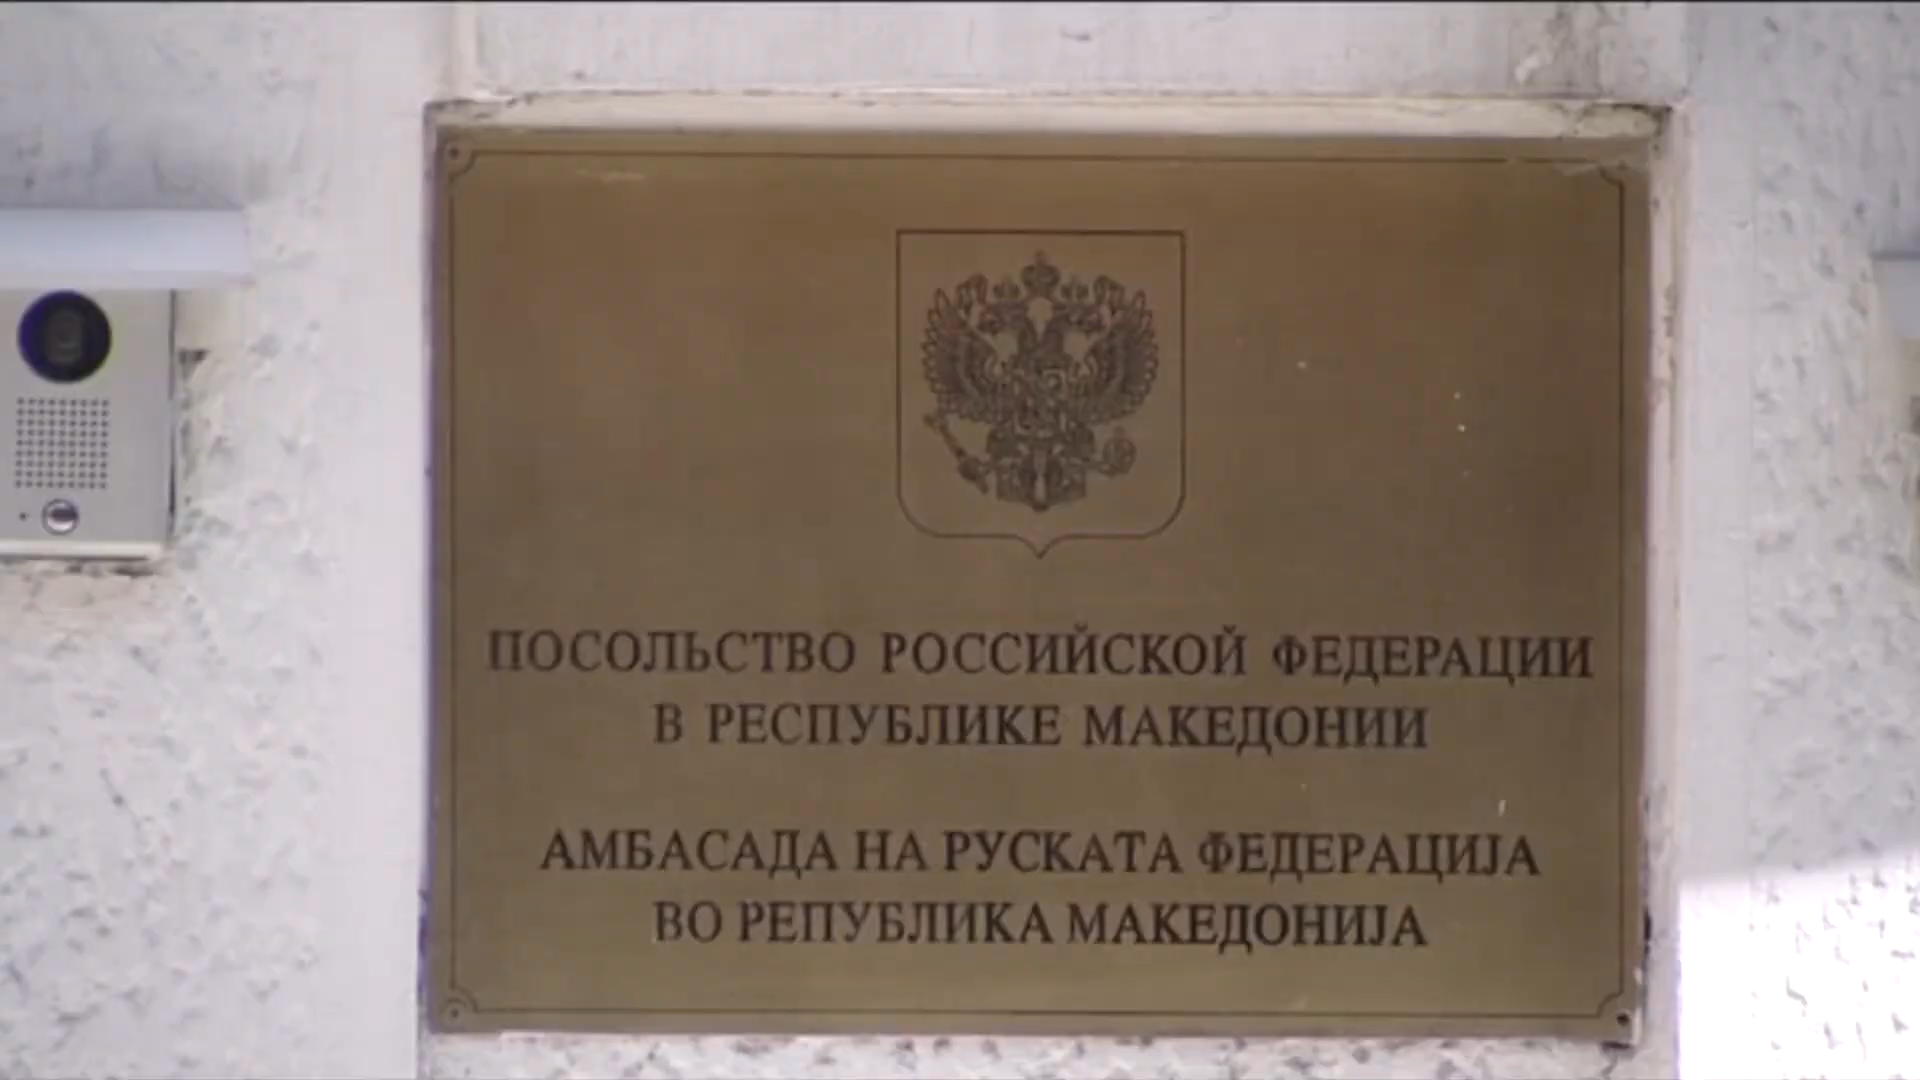 ПОСОЛЬСТВО РОССИЙСКОЙ ФЕДЕРАЦИИ
В РЕСПУБЛИКЕ МАКЕДОНИИ
АМБАСАДА НА РУСКАТА ФЕДЕРАЦИЈА
ВО РЕПУБЛИКА МАКЕДОНИЈА